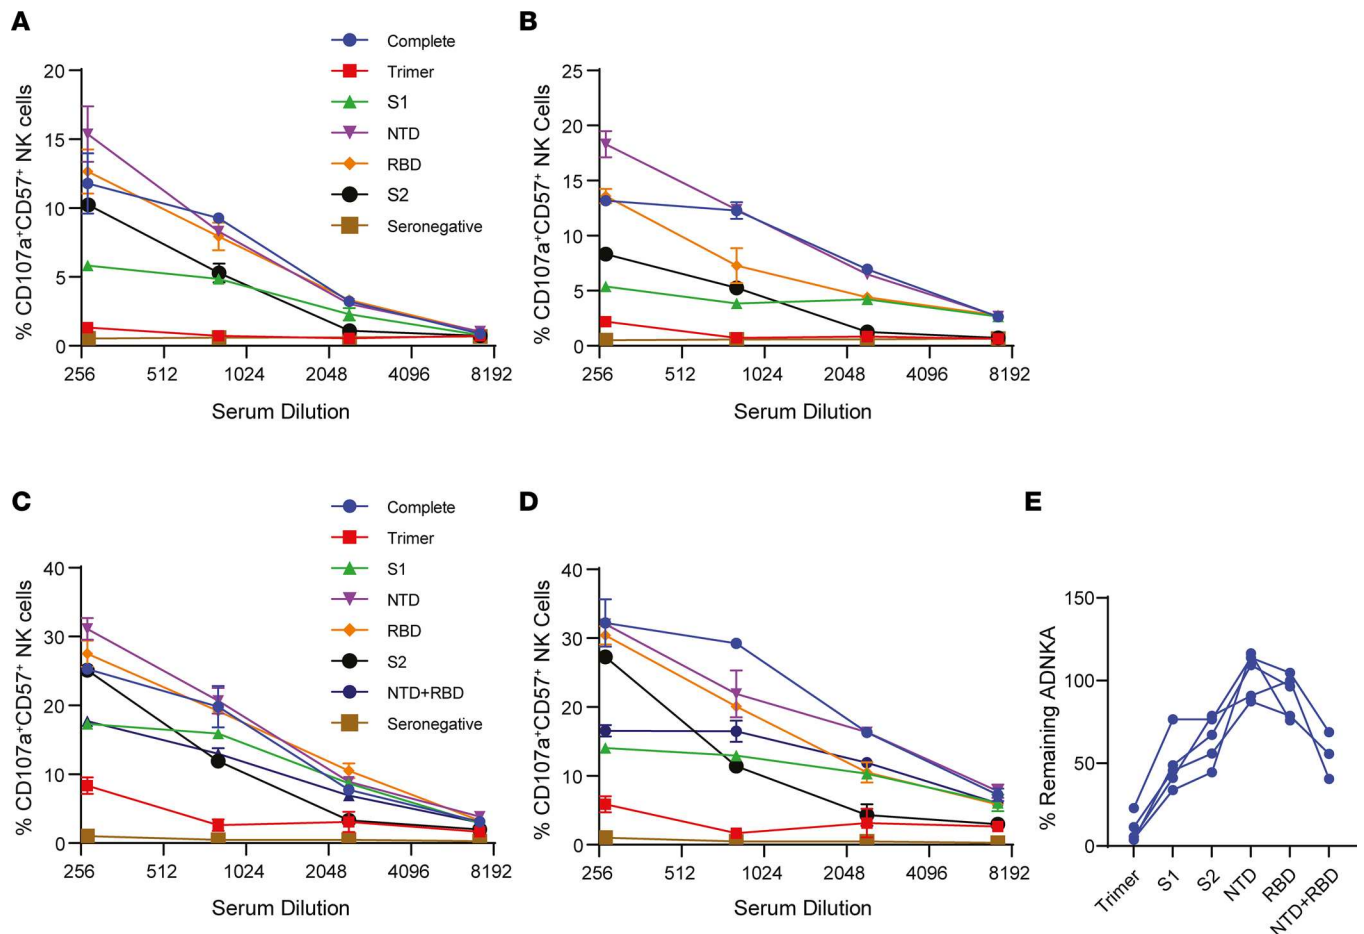 A
% CD107a⁺CD57⁺ NK cells
20
15
10
5
0
256 512 1024 2048 4096 8192
Serum Dilution
Complete
Trimer
S1
NTD
RBD
S2
Seronegative
B
% CD107a⁺CD57⁺ NK Cells
25
20
15
10
5
0
256 512 1024 2048 4096 8192
Serum Dilution
C
% CD107a⁺CD57⁺ NK cells
40
30
20
10
0
256 512 1024 2048 4096 8192
Serum Dilution
Complete
Trimer
S1
NTD
RBD
S2
NTD+RBD
Seronegative
D
% CD107a⁺CD57⁺ NK Cells
40
30
20
10
0
256 512 1024 2048 4096 8192
Serum Dilution
E
% Remaining ADNKA
150
100
50
0
Trimer
S1
S2
NTD
RBD
NTD+RBD